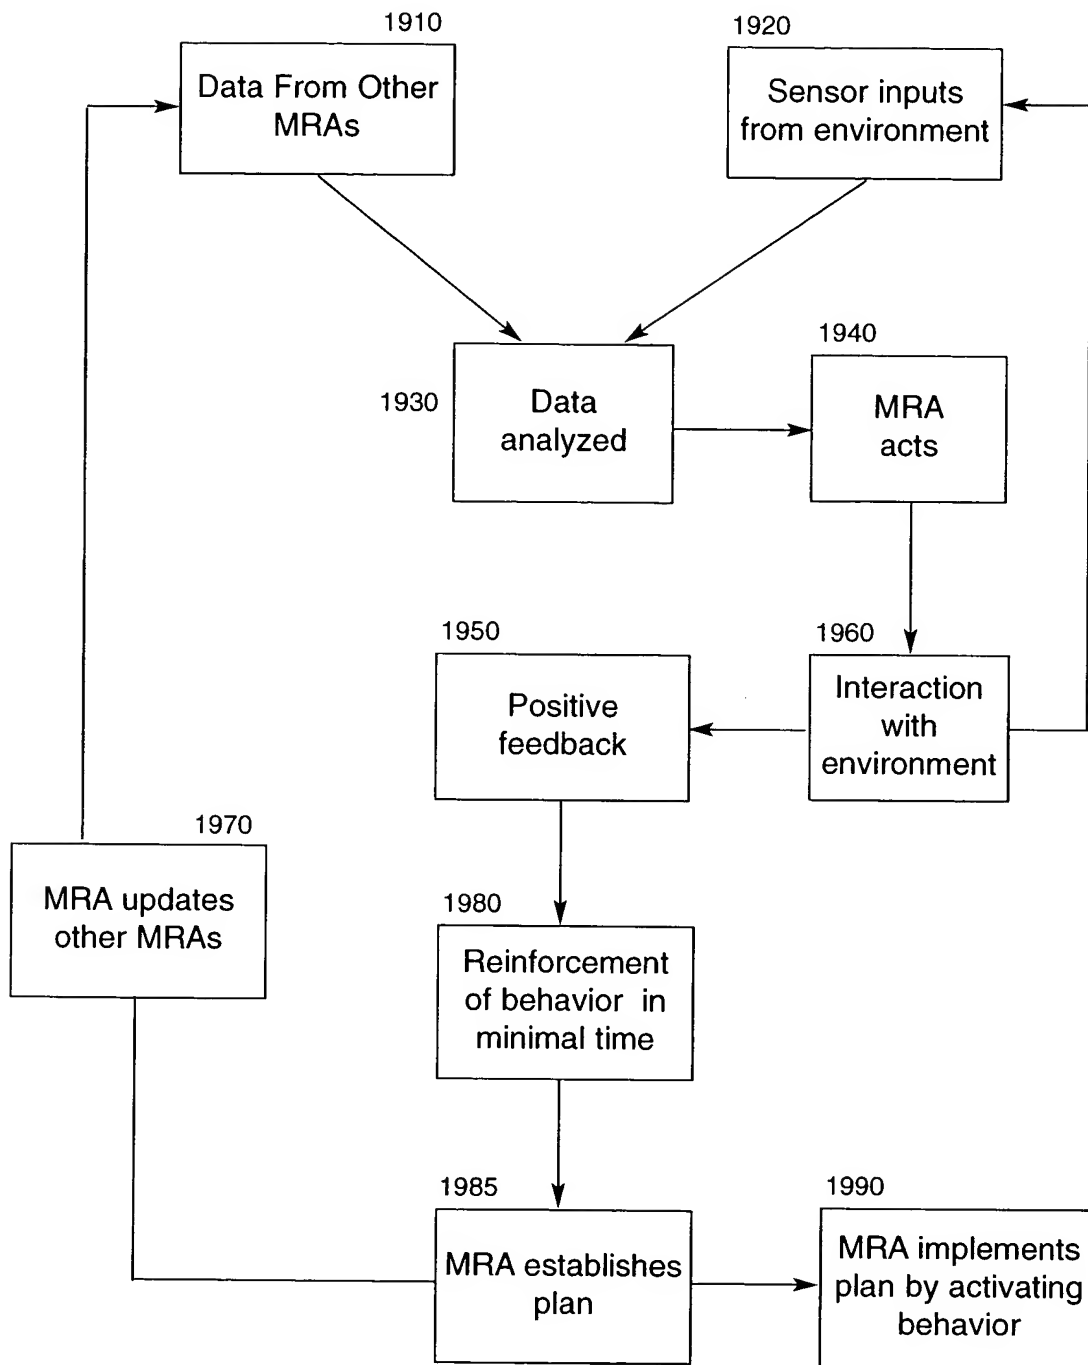 1910
Data From Other
MRAs
1920
Sensor inputs
from environment
1930
Data
analyzed
1940
MRA
acts
1950
Positive
feedback
1960
Interaction
with
environment
1970
MRA updates
other MRAs
1980
Reinforcement
of behavior in
minimal time
1985
MRA establishes
plan
1990
MRA implements
plan by activating
behavior